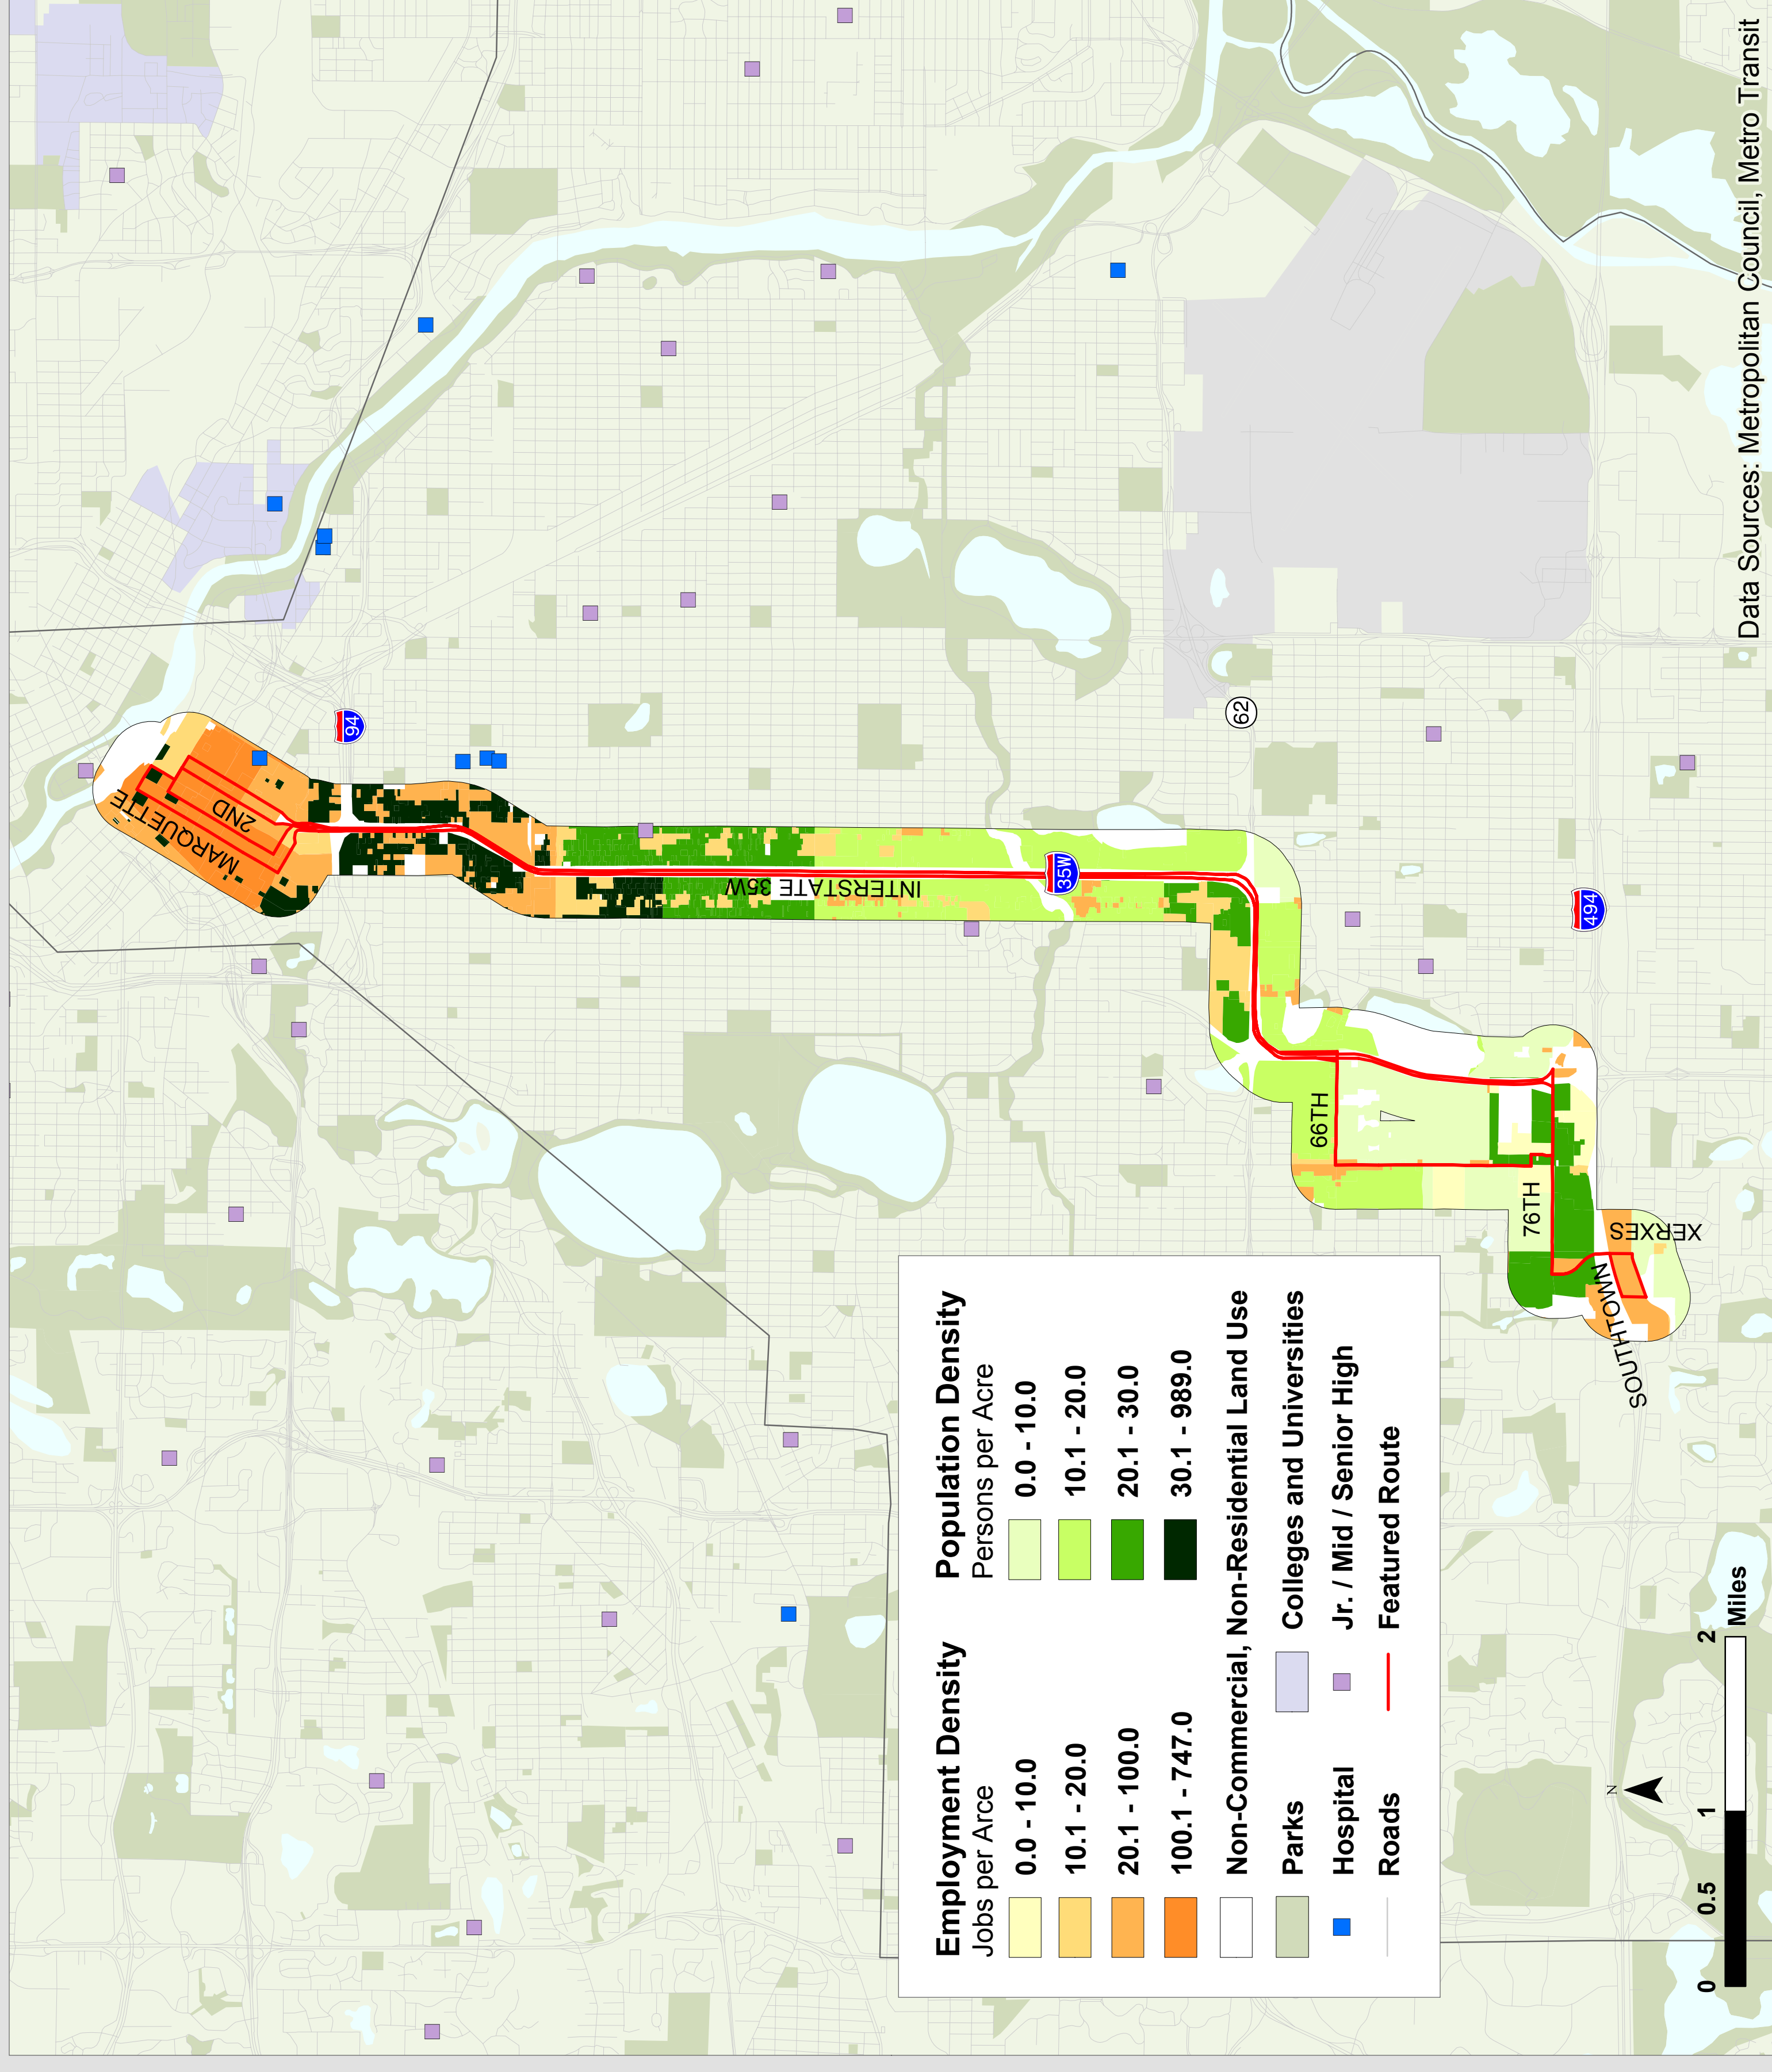 MARQUETTE
2ND
94
INTERSTATE 35W
35W
62
66TH
76TH
494
XERXES
SOUTHTOWN
Employment Density
Jobs per Arce
0.0 - 10.0
10.1 - 20.0
20.1 - 100.0
100.1 - 747.0
Population Density
Persons per Acre
0.0 - 10.0
10.1 - 20.0
20.1 - 30.0
30.1 - 989.0
Non-Commercial, Non-Residential Land Use
Parks
Colleges and Universities
Hospital
Jr. / Mid / Senior High
Roads
Featured Route
N
0 0.5 1 2
Miles
Data Sources: Metropolitan Council, Metro Transit